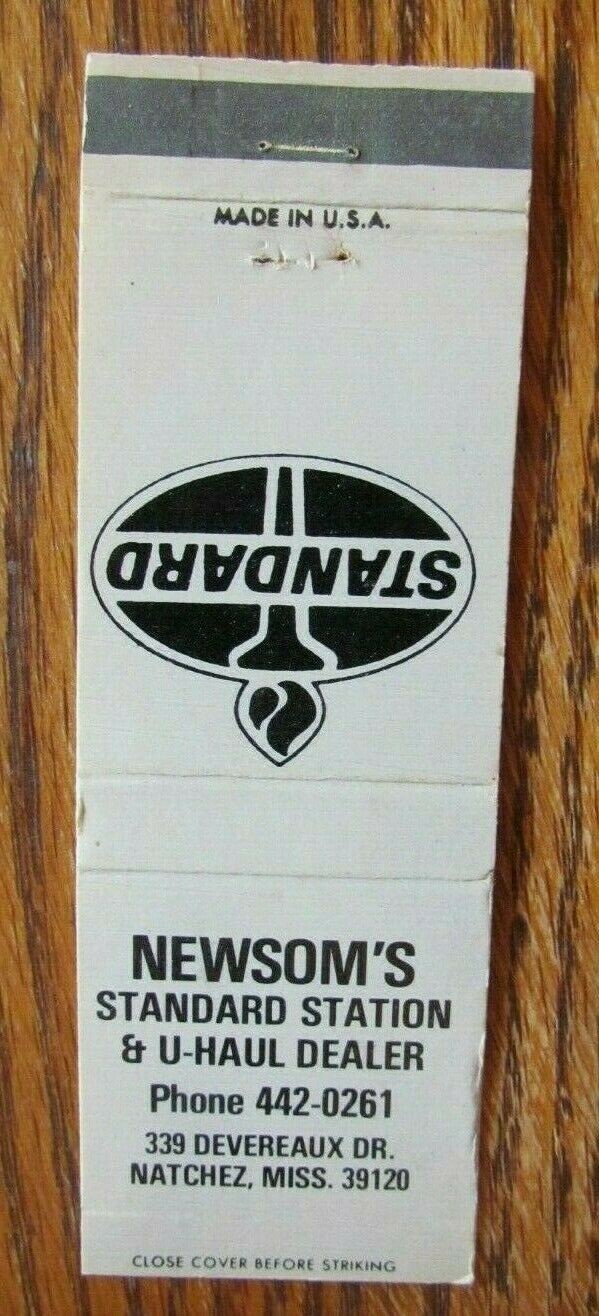 MADE IN U.S.A.
STANDARD
NEWSOM'S
STANDARD STATION
& U-HAUL DEALER
Phone 442-0261
339 DEVEREAUX DR.
NATCHEZ, MISS. 39120
CLOSE COVER BEFORE STRIKING